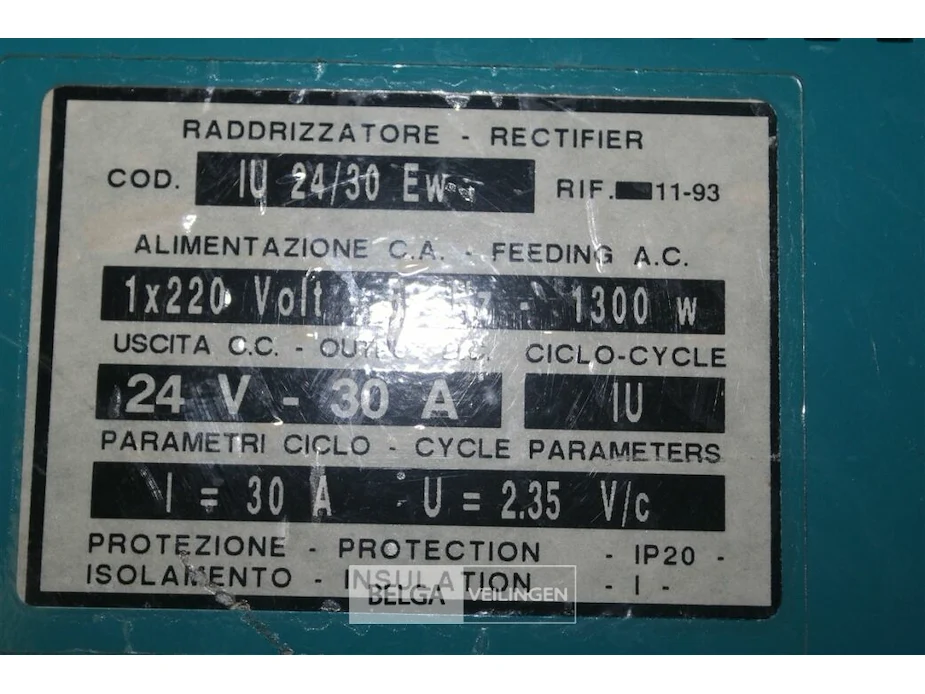 RADDRIZZATORE - RECTIFIER
COD. IU 24/30 Ew RIF. 11-93
ALIMENTAZIONE C.A. - FEEDING A.C.
1x220 Volt - 1300 w
USCITA C.C. - CICLO-CYCLE
24 V - 30 A IU
PARAMETRI CICLO - CYCLE PARAMETERS
I = 30 A - U = 2.35 V/c
PROTEZIONE - PROTECTION - IP20 -
ISOLAMENTO - INSULATION - I -
BELGA VEILINGEN